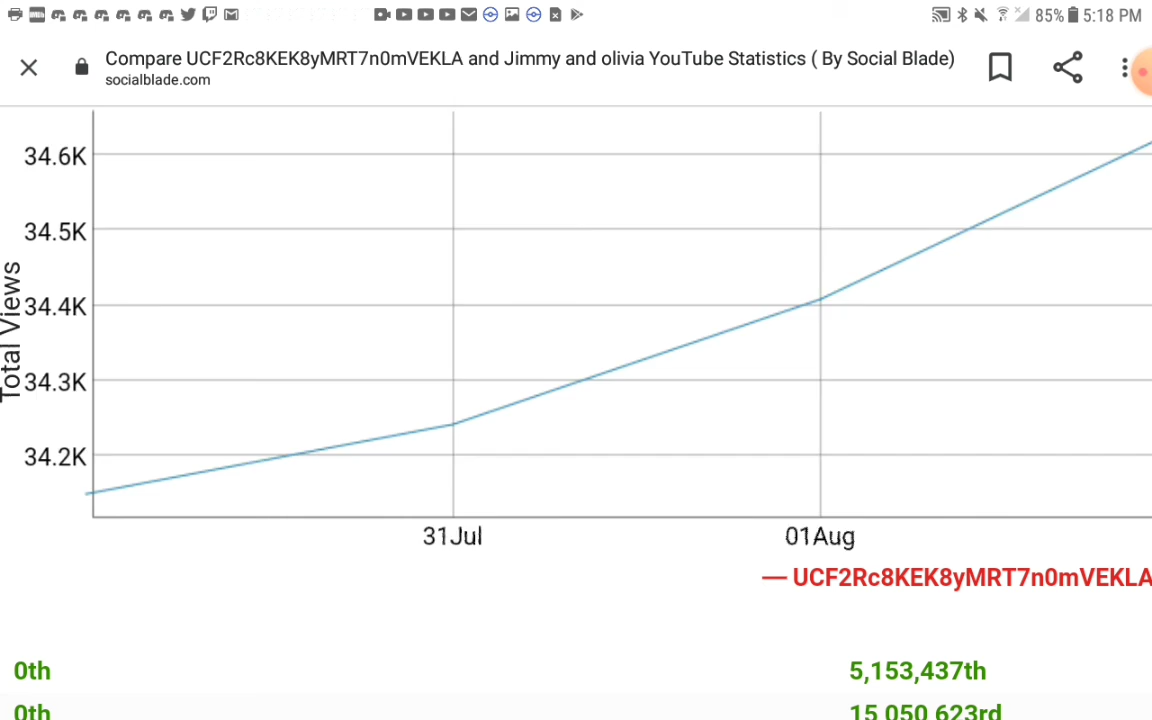 85% 5:18 PM
Compare UCF2Rc8KEK8yMRT7n0mVEKLA and Jimmy and olivia YouTube Statistics ( By Social Blade)
socialblade.com
Total Views
34.6K
34.5K
34.4K
34.3K
34.2K
31Jul 01Aug
— UCF2Rc8KEK8yMRT7n0mVEKLA
0th 5,153,437th
0th 15,050,623rd